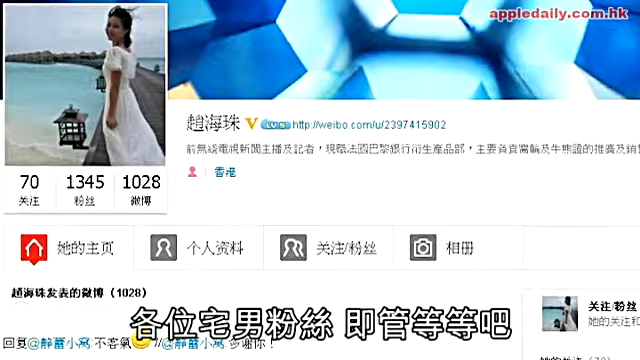 appledaily.com.hk
趙海珠 V http://weibo.com/u/2397415902
前無綫電視新聞主播及記者，現職法國巴黎銀行衍生產品部，主要負責窩輪及牛熊證的推廣及銷售
香港
70 1345 1028
关注 粉丝 微博
她的主页 个人资料 关注/粉丝 相册
趙海珠发表的微博（1028）
关注/粉丝
她的关注和
回复@靜蕾小窩 不客氣 //@靜蕾小窩 多謝你！
各位宅男粉絲 即管等等吧